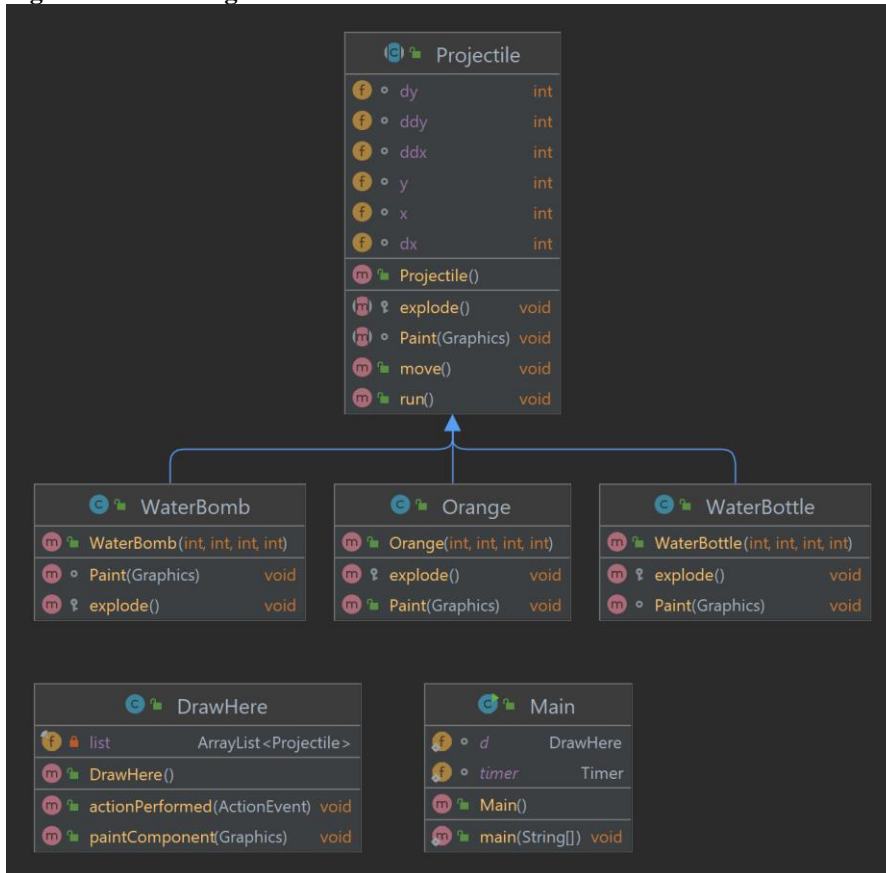 Projectile
dy int
ddy int
ddx int
y int
x int
dx int
Projectile()
explode() void
Paint(Graphics) void
move() void
run() void
WaterBomb
WaterBomb(int, int, int, int)
Paint(Graphics) void
explode() void
Orange
Orange(int, int, int, int)
explode() void
Paint(Graphics) void
WaterBottle
WaterBottle(int, int, int, int)
explode() void
Paint(Graphics) void
DrawHere
list ArrayList<Projectile>
DrawHere()
actionPerformed(ActionEvent) void
paintComponent(Graphics) void
Main
d DrawHere
timer Timer
Main()
main(String[]) void